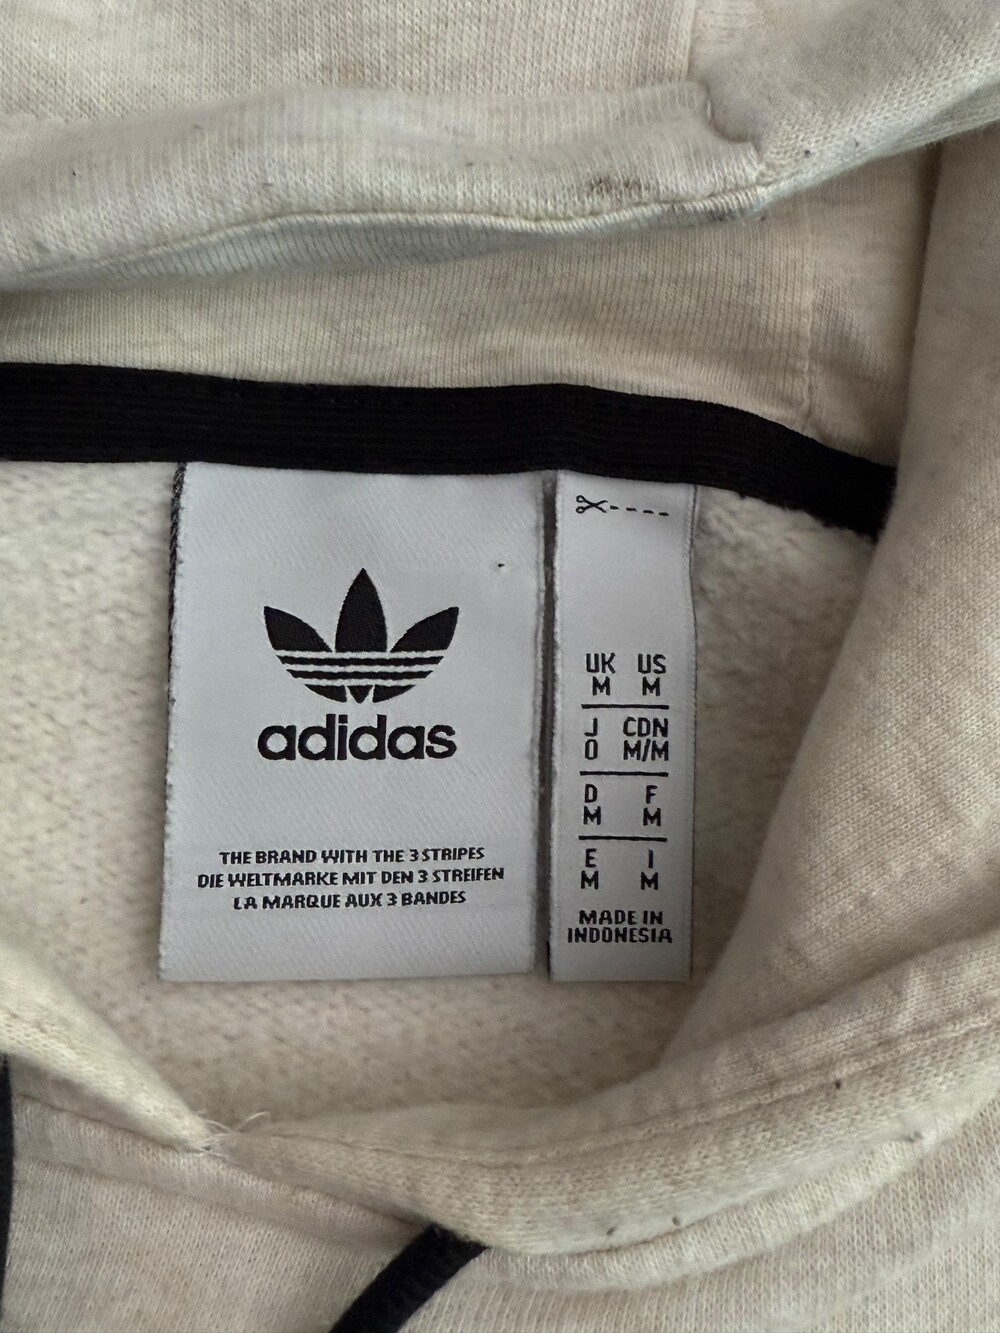 adidas
THE BRAND WITH THE 3 STRIPES
DIE WELTMARKE MIT DEN 3 STREIFEN
LA MARQUE AUX 3 BANDES
UK US
M M
J CDN
O M/M
D F
M M
E I
M M
MADE IN
INDONESIA